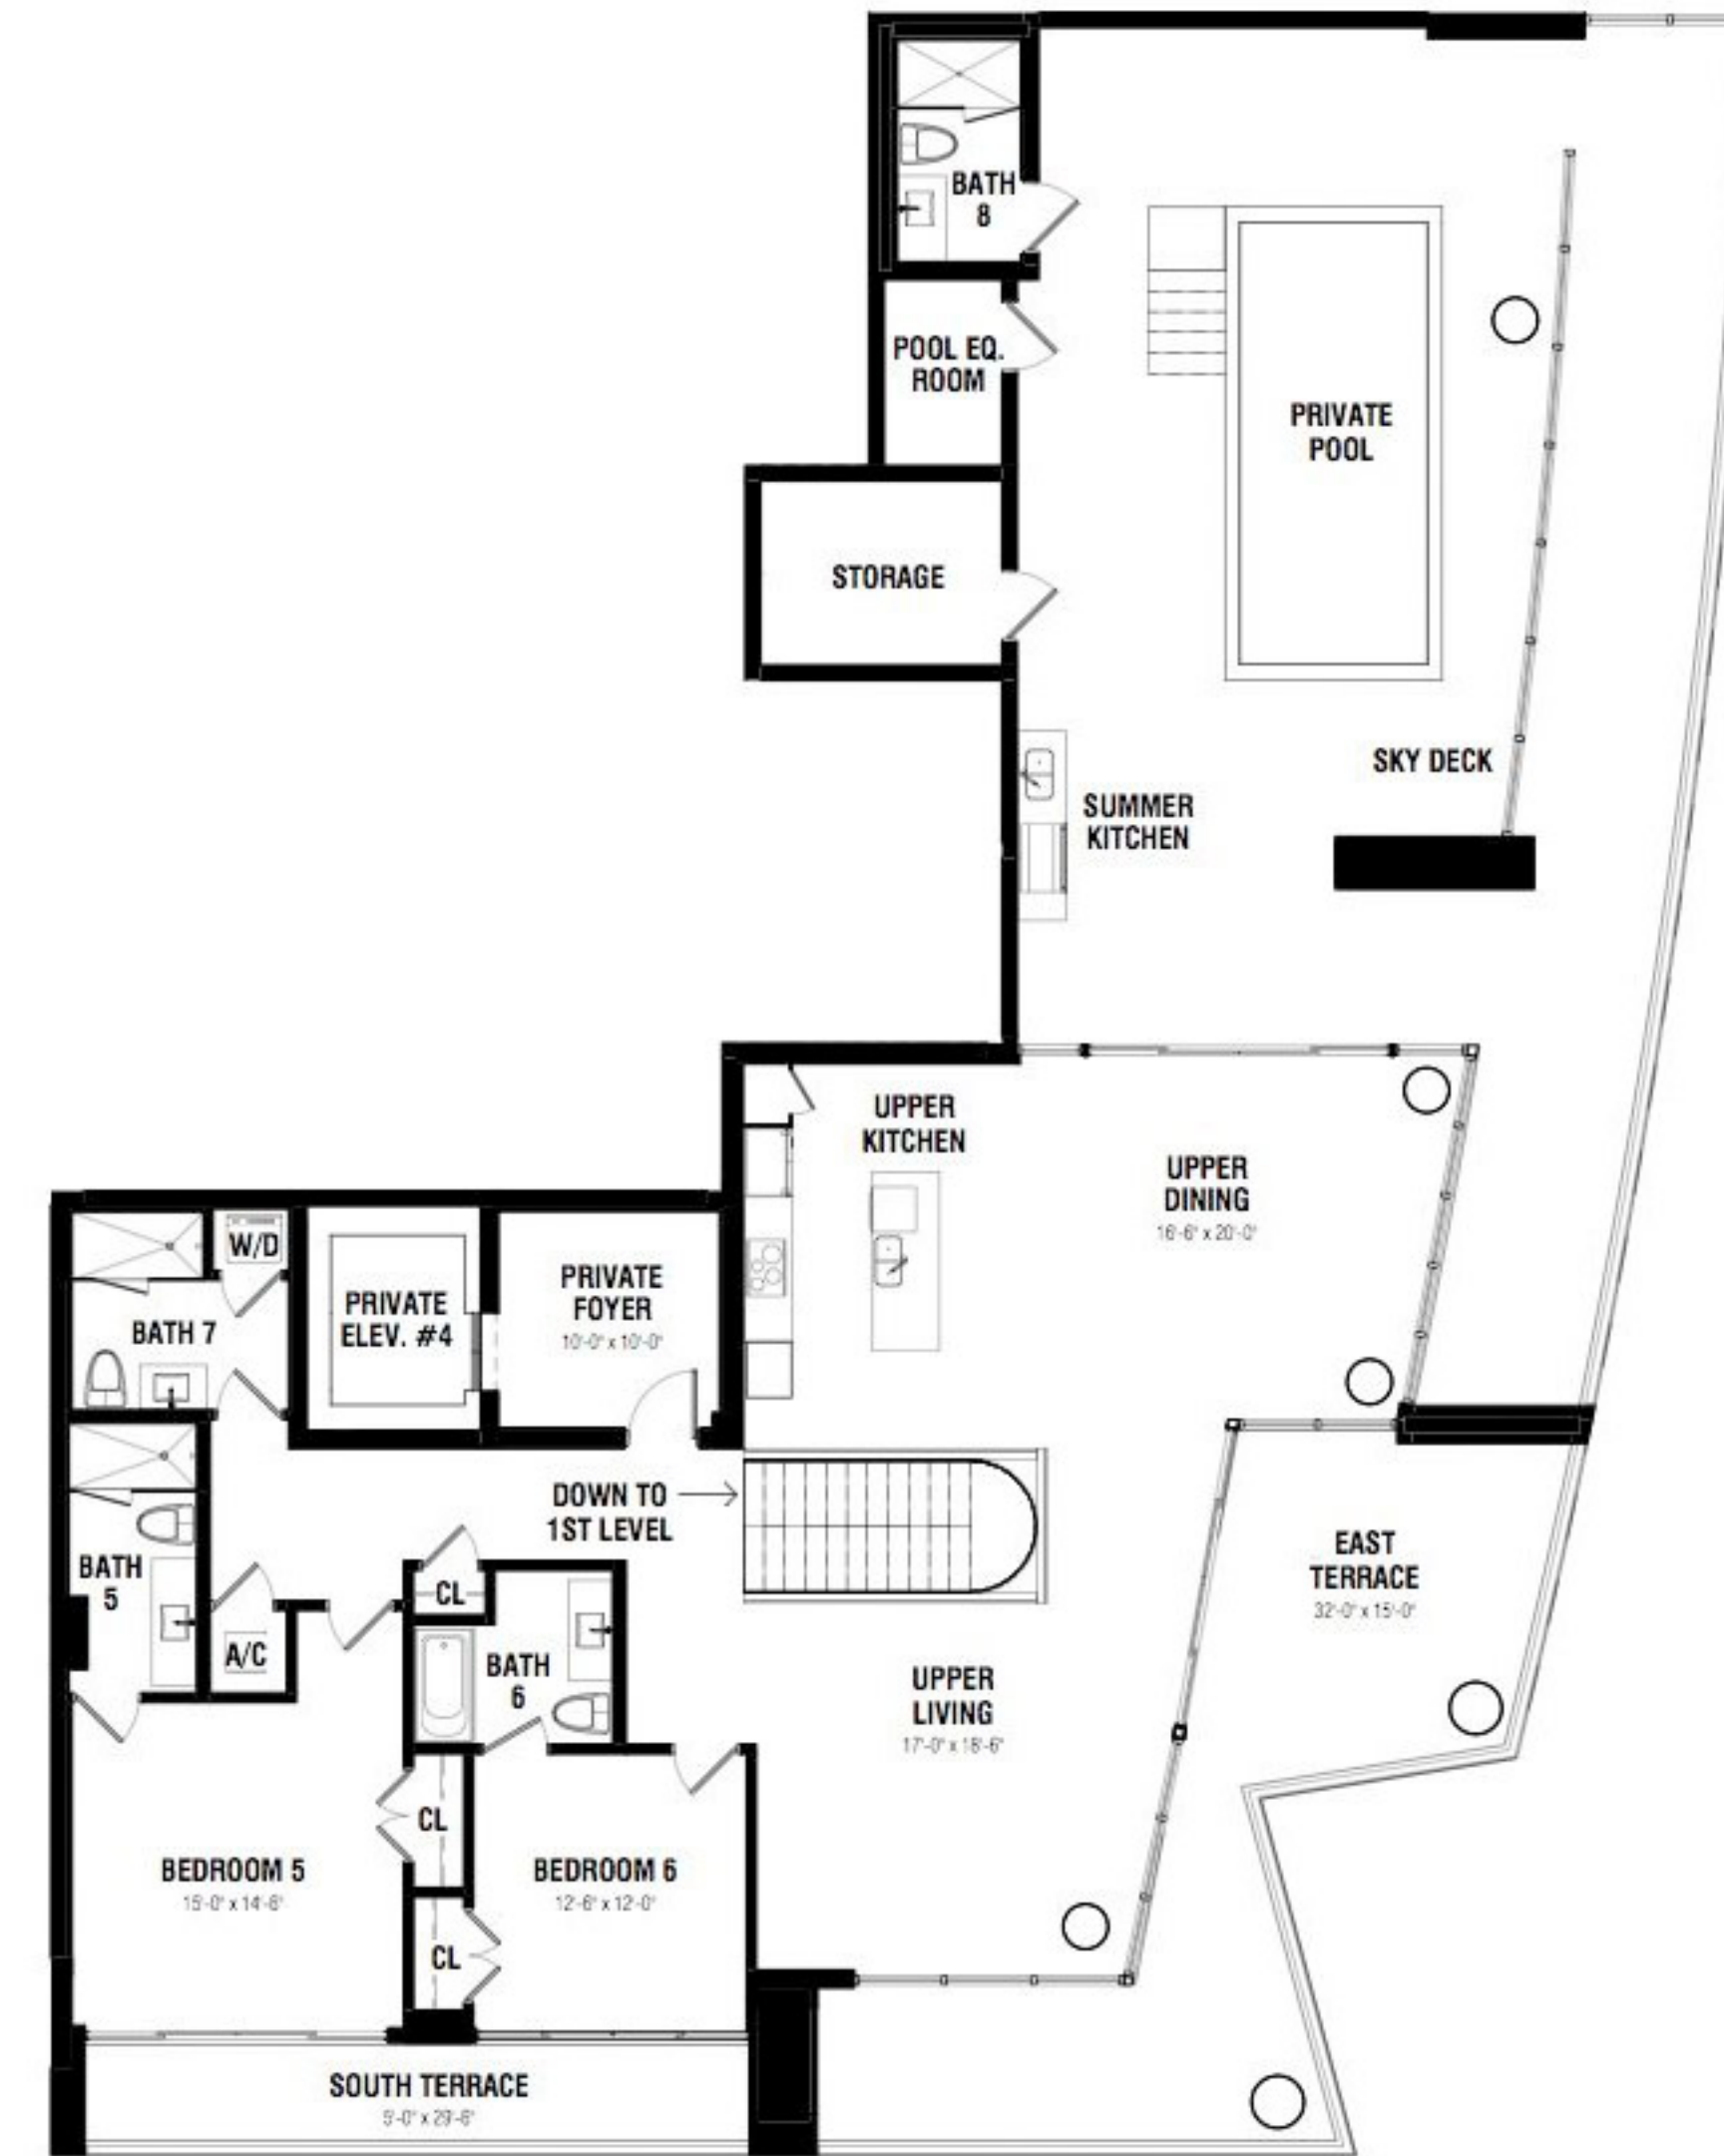 BATH
8
POOL EQ.
ROOM
PRIVATE
POOL
STORAGE
SKY DECK
SUMMER
KITCHEN
UPPER
KITCHEN
UPPER
DINING
16'-6" x 20'-0"
W/D
PRIVATE
ELEV. #4
PRIVATE
FOYER
10'-0" x 10'-0"
BATH 7
DOWN TO
1ST LEVEL
EAST
TERRACE
32'-0" x 15'-0"
BATH
5
CL
A/C
BATH
6
UPPER
LIVING
17'-0" x 18'-6"
CL
BEDROOM 5
15'-0" x 14'-6"
BEDROOM 6
12'-6" x 12'-0"
CL
SOUTH TERRACE
5'-0" x 29'-6"